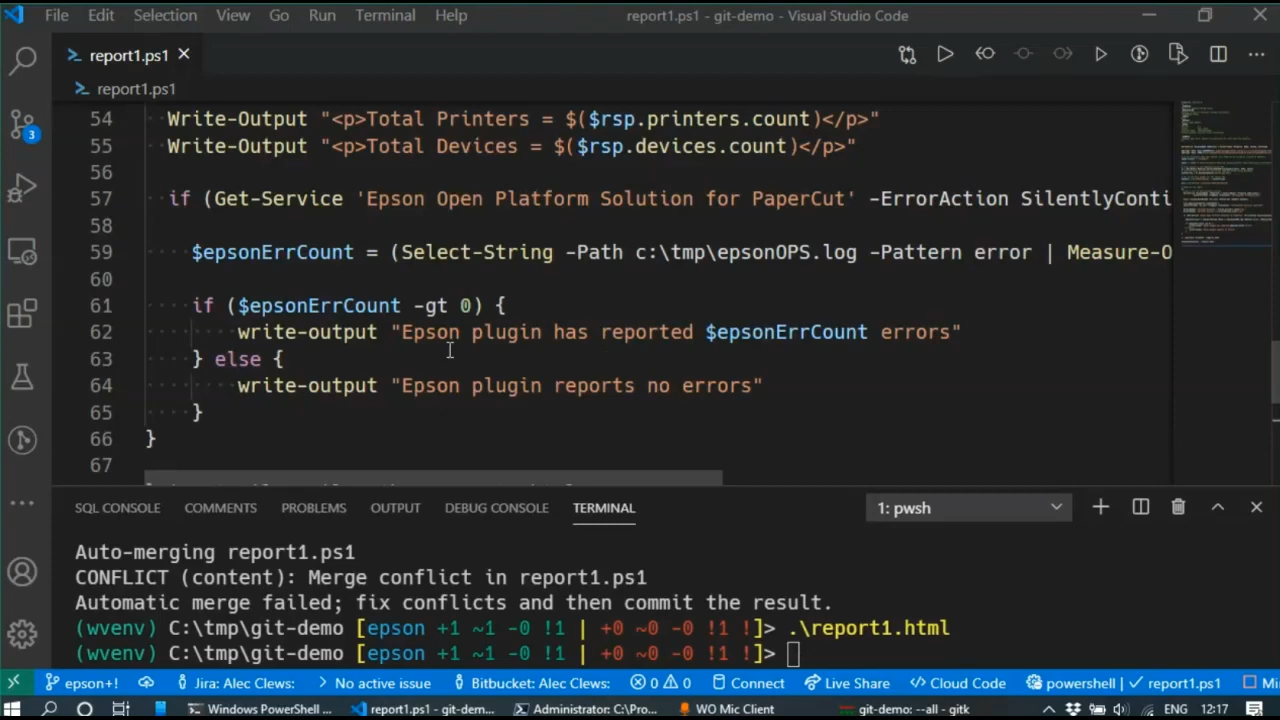 File Edit Selection View Go Run Terminal Help report1.ps1 - git-demo - Visual Studio Code
report1.ps1
report1.ps1
54 Write-Output "<p>Total Printers = $($rsp.printers.count)</p>"
55 Write-Output "<p>Total Devices = $($rsp.devices.count)</p>"
56
57 if (Get-Service 'Epson Open Platform Solution for PaperCut' -ErrorAction SilentlyConti
58
59 $epsonErrCount = (Select-String -Path c:\tmp\epsonOPS.log -Pattern error | Measure-O
60
61 if ($epsonErrCount -gt 0) {
62 write-output "Epson plugin has reported $epsonErrCount errors"
63 } else {
64 write-output "Epson plugin reports no errors"
65 }
66 }
67
3
SQL CONSOLE COMMENTS PROBLEMS OUTPUT DEBUG CONSOLE TERMINAL 1: pwsh
Auto-merging report1.ps1
CONFLICT (content): Merge conflict in report1.ps1
Automatic merge failed; fix conflicts and then commit the result.
(wvenv) C:\tmp\git-demo [epson +1 ~1 -0 !1 | +0 ~0 -0 !1 !]> .\report1.html
(wvenv) C:\tmp\git-demo [epson +1 ~1 -0 !1 | +0 ~0 -0 !1 !]>
epson+! Jira: Alec Clews: No active issue Bitbucket: Alec Clews: 0 0 Connect Live Share Cloud Code powershell | ✓ report1.ps1 Mi
Windows PowerShell ... report1.ps1 - git-dem... Administrator: C:\Pro... WO Mic Client git-demo: --all - gitk ENG 12:17